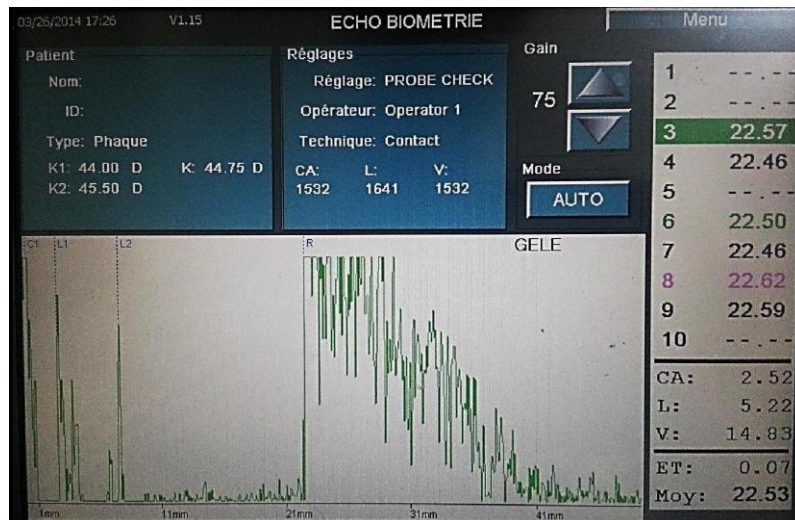 03/26/2014 17:26 V1.15 ECHO BIOMETRIE Menu
Patient
Nom:
ID:
Type: Phaque
K1: 44.00 D K: 44.75 D
K2: 45.50 D
Réglages
Réglage: PROBE CHECK
Opérateur: Operator 1
Technique: Contact
CA: L: V:
1532 1641 1532
Gain
75
Mode
AUTO
1 --.--
2 --.--
3 22.57
4 22.46
5 --.--
6 22.50
7 22.46
8 22.62
9 22.59
10 --.--
CA: 2.52
L: 5.22
V: 14.83
ET: 0.07
Moy: 22.53
C1 L1 L2 R GELE
1mm 11mm 21mm 31mm 41mm